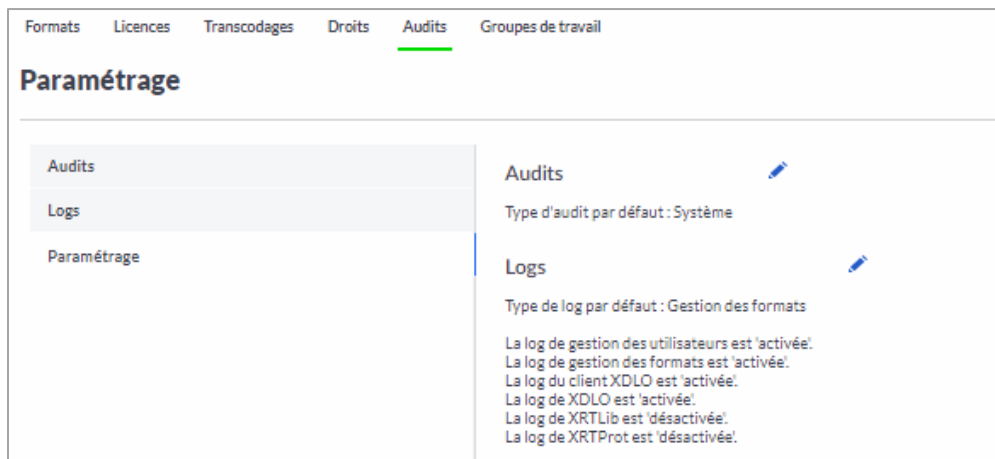 Formats Licences Transcodages Droits Audits Groupes de travail
Paramétrage
Audits
Logs
Paramétrage
Audits
Type d'audit par défaut : Système
Logs
Type de log par défaut : Gestion des formats
La log de gestion des utilisateurs est 'activée'.
La log de gestion des formats est 'activée'.
La log du client XDLO est 'activée'.
La log de XDLO est 'activée'.
La log de XRTLib est 'désactivée'.
La log de XRTProt est 'désactivée'.